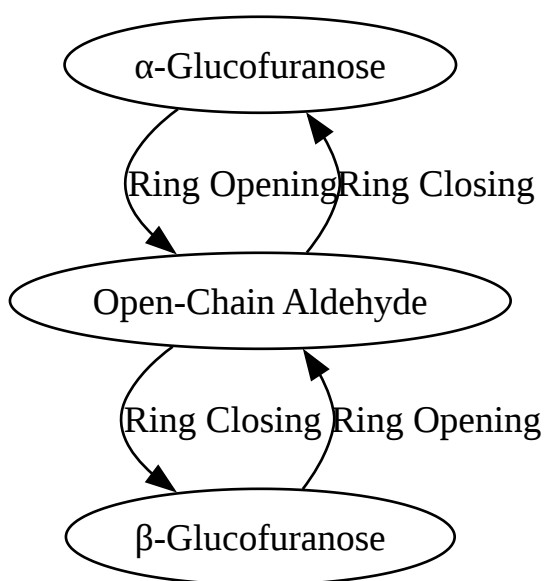 α-Glucofuranose
Ring Opening
Ring Closing
Open-Chain Aldehyde
Ring Closing
Ring Opening
β-Glucofuranose